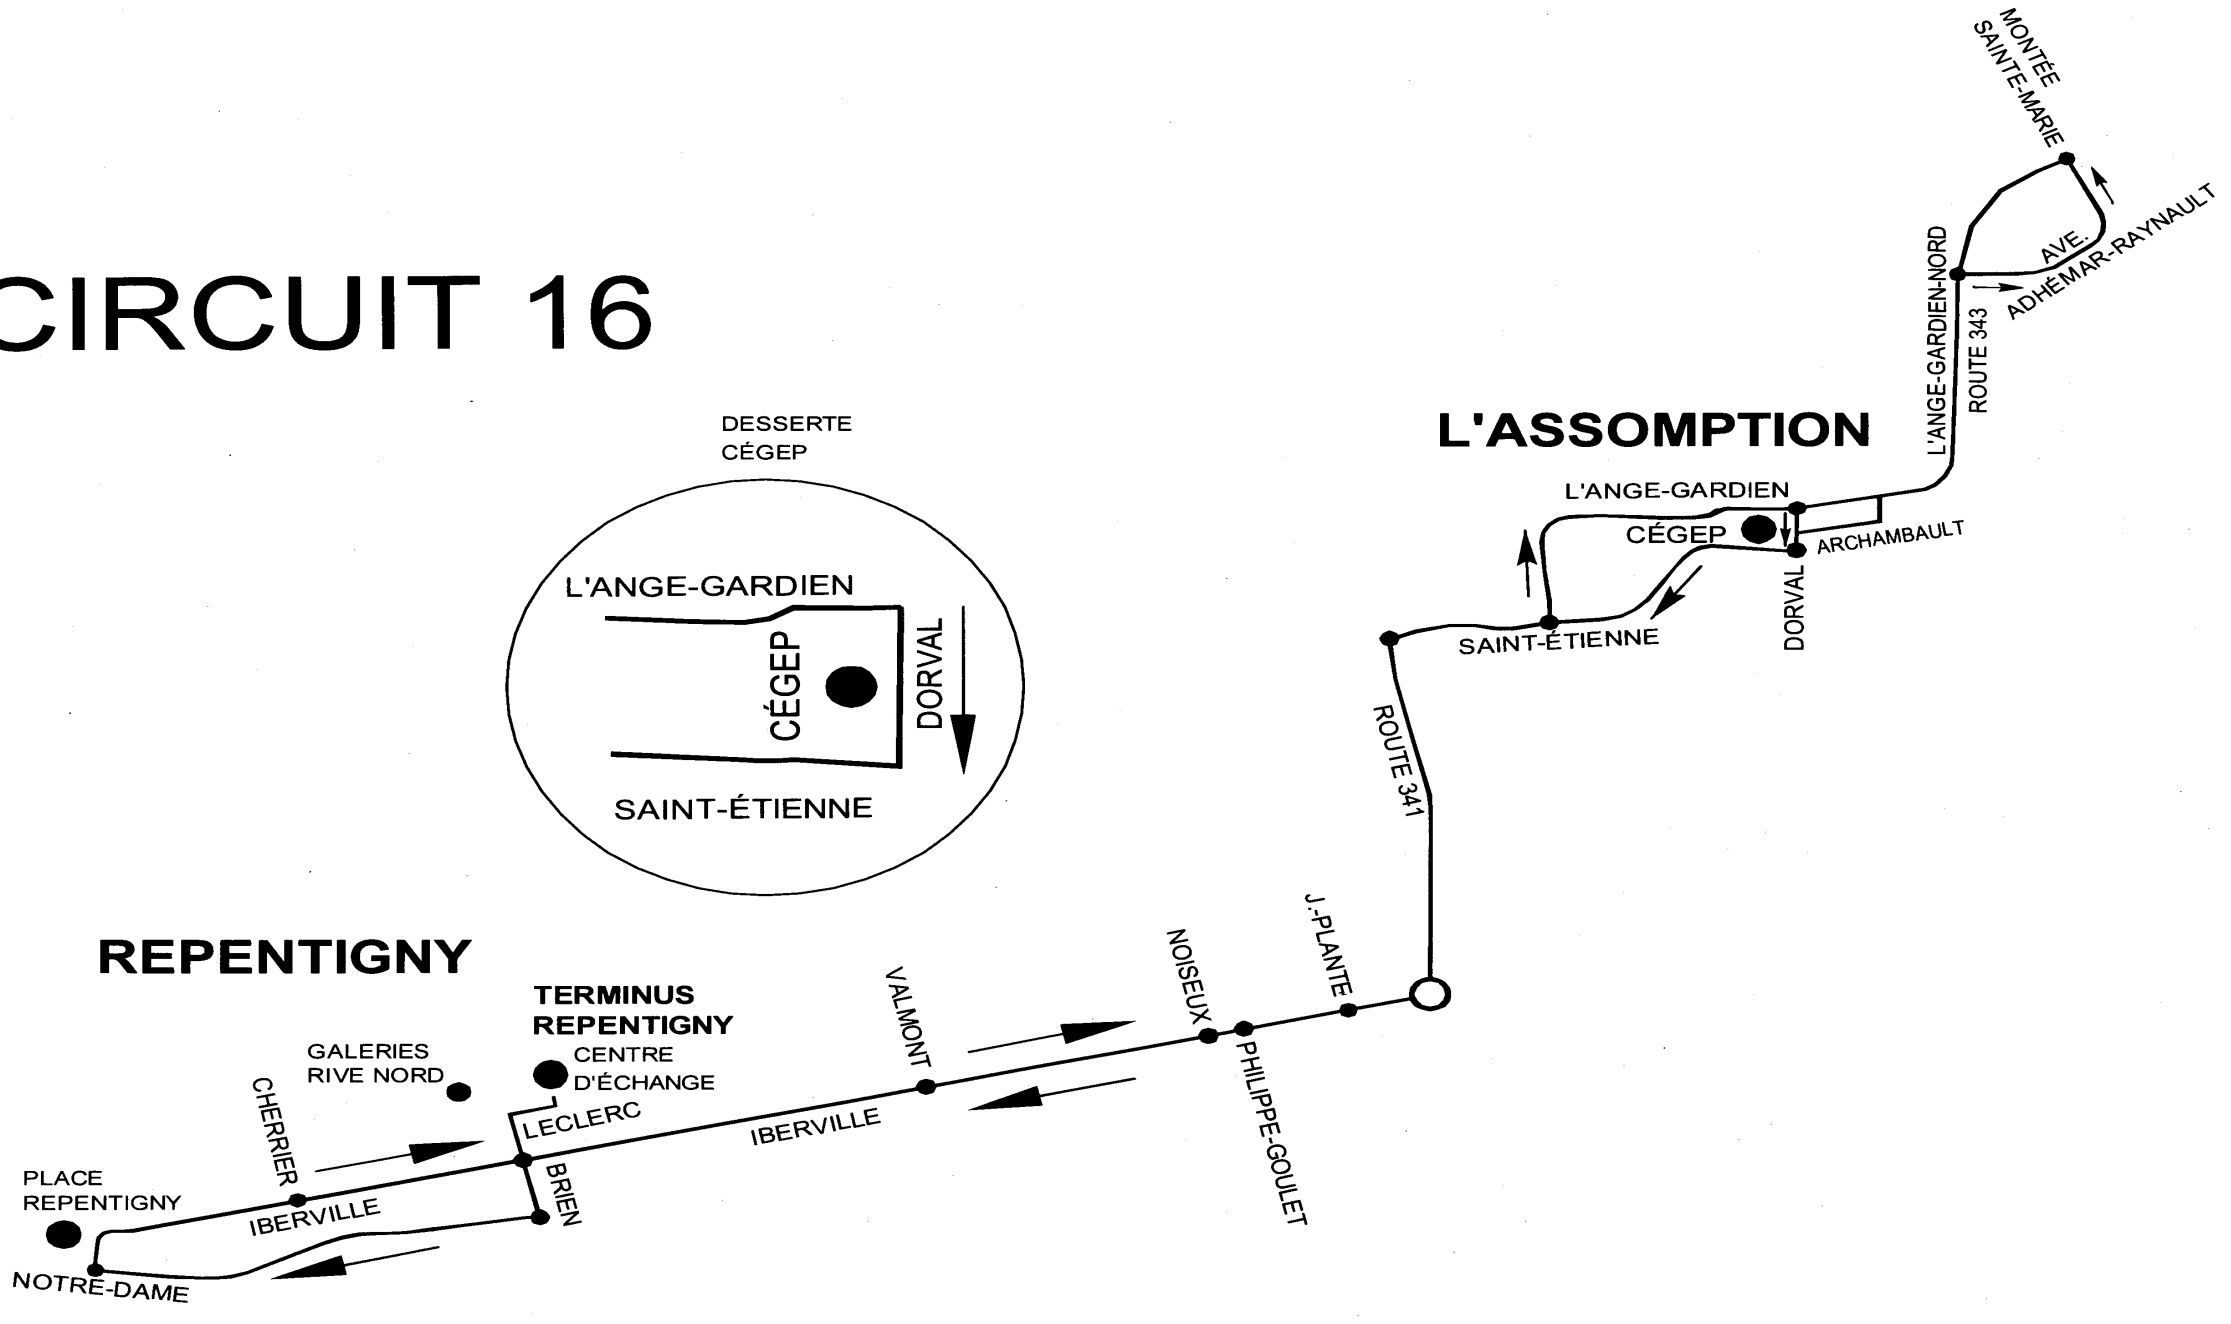 MONTÉE
SAINTE-MARIE
AVE.
ADHÉMAR-RAYNAULT
L'ANGE-GARDIEN-NORD
ROUTE 343
CIRCUIT 16
L'ASSOMPTION
L'ANGE-GARDIEN
CÉGEP
ARCHAMBAULT
DORVAL
SAINT-ÉTIENNE
ROUTE 341
DESSERTE
CÉGEP
L'ANGE-GARDIEN
CÉGEP
DORVAL
SAINT-ÉTIENNE
REPENTIGNY
TERMINUS
REPENTIGNY
CENTRE
D'ÉCHANGE
GALERIES
RIVE NORD
LECLERC
CHERRIER
VALMONT
NOISEUX
J.-PLANTE
PHILIPPE-GOULET
IBERVILLE
BRIEN
PLACE
REPENTIGNY
IBERVILLE
NOTRE-DAME